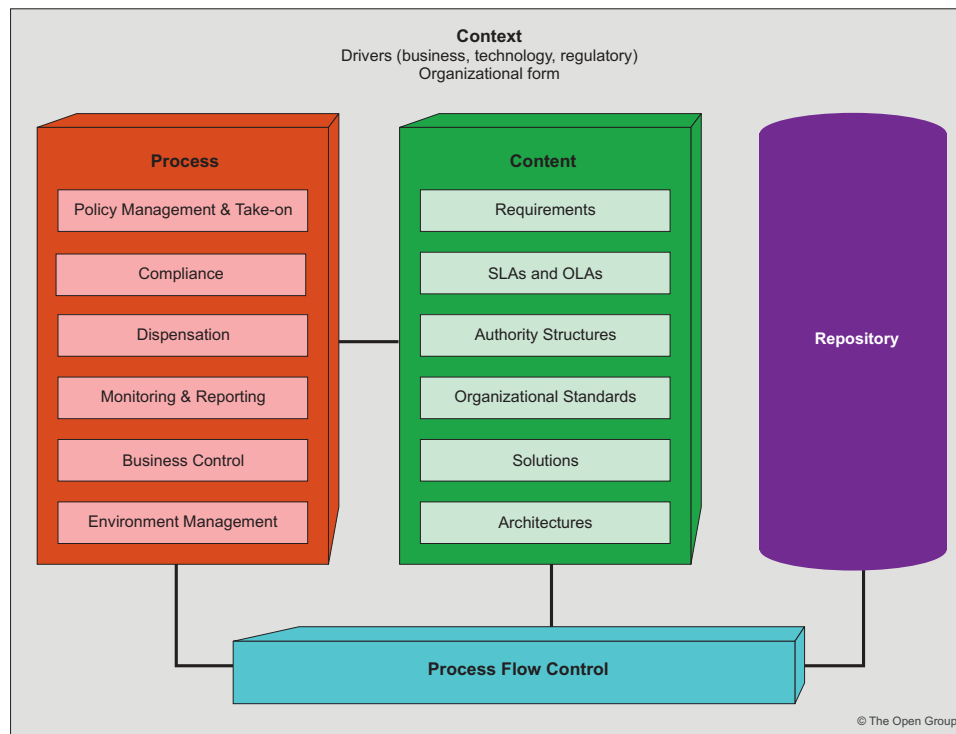 Context
Drivers (business, technology, regulatory)
Organizational form
Process
Policy Management & Take-on
Compliance
Dispensation
Monitoring & Reporting
Business Control
Environment Management
Content
Requirements
SLAs and OLAs
Authority Structures
Organizational Standards
Solutions
Architectures
Repository
Process Flow Control
© The Open Group